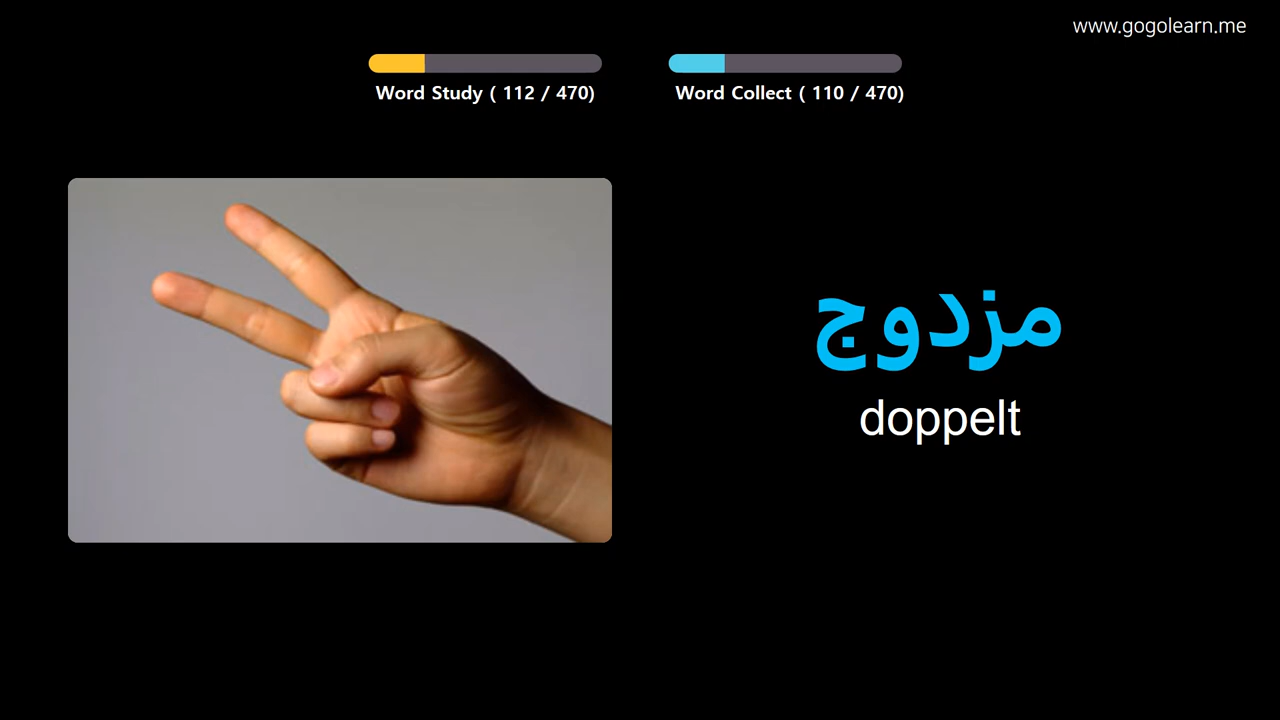 www.gogolearn.me
Word Study ( 112 / 470)
Word Collect ( 110 / 470)
مزدوج
doppelt